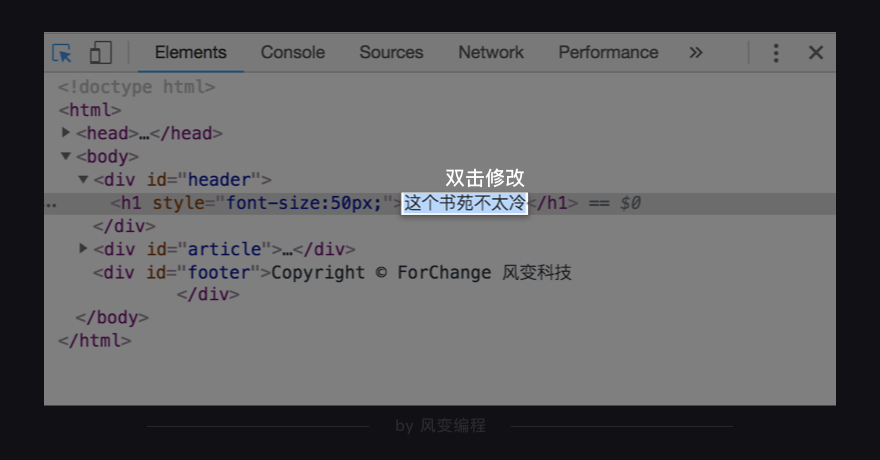 Elements Console Sources Network Performance »
<!doctype html>
<html>
<head>…</head>
<body>
<div id="header">
双击修改
<h1 style="font-size:50px;">这个书苑不太冷</h1> == $0
</div>
<div id="article">…</div>
<div id="footer">Copyright © ForChange 风变科技
</div>
</body>
</html>
by 风变编程